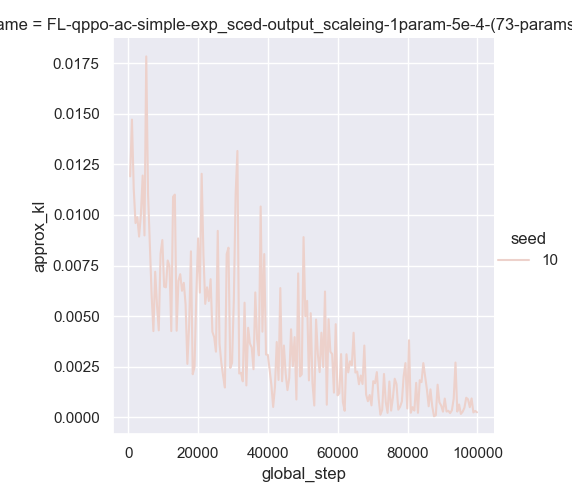 ame = FL-qppo-ac-simple-exp_sced-output_scaleing-1param-5e-4-(73-params
0.0175
0.0150
0.0125
0.0100
0.0075
0.0050
0.0025
0.0000
approx_kl
0 20000 40000 60000 80000 100000
global_step
seed
10